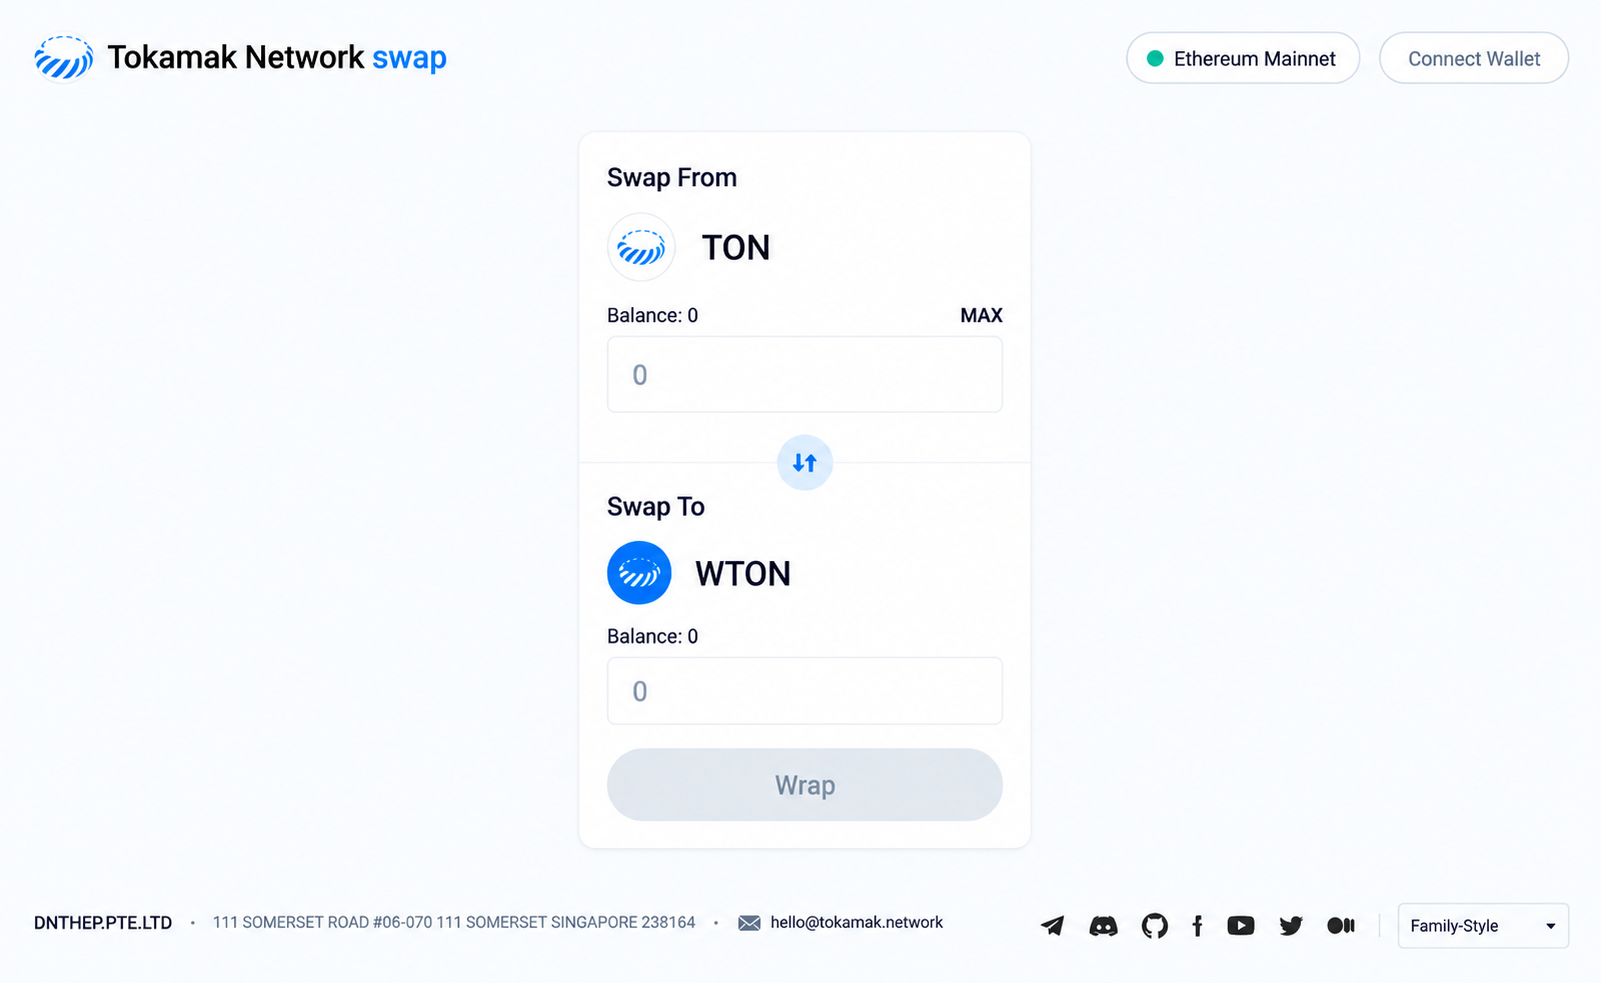 Tokamak Network swap
Ethereum Mainnet
Connect Wallet
Swap From
TON
Balance: 0
MAX
0
Swap To
WTON
Balance: 0
0
Wrap
DNTHEP.PTE.LTD · 111 SOMERSET ROAD #06-070 111 SOMERSET SINGAPORE 238164 · hello@tokamak.network
Family-Style